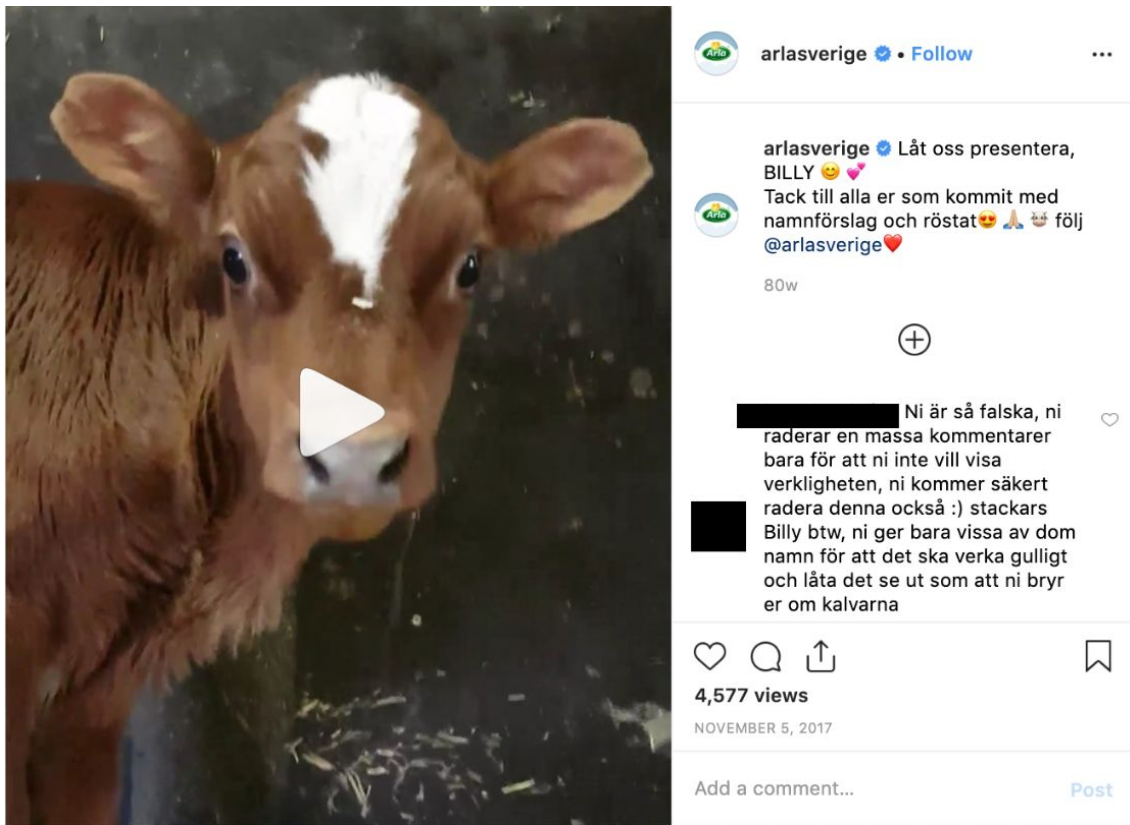 Arla
arlasverige • Follow
arlasverige Låt oss presentera,
BILLY 😊 💕
Tack till alla er som kommit med
namnförslag och röstat😍 🙏🏼 🐮 följ
Arla
@arlasverige❤️
80w
Ni är så falska, ni
raderar en massa kommentarer
bara för att ni inte vill visa
verkligheten, ni kommer säkert
radera denna också :) stackars
Billy btw, ni ger bara vissa av dom
namn för att det ska verka gulligt
och låta det se ut som att ni bryr
er om kalvarna
4,577 views
NOVEMBER 5, 2017
Add a comment...
Post